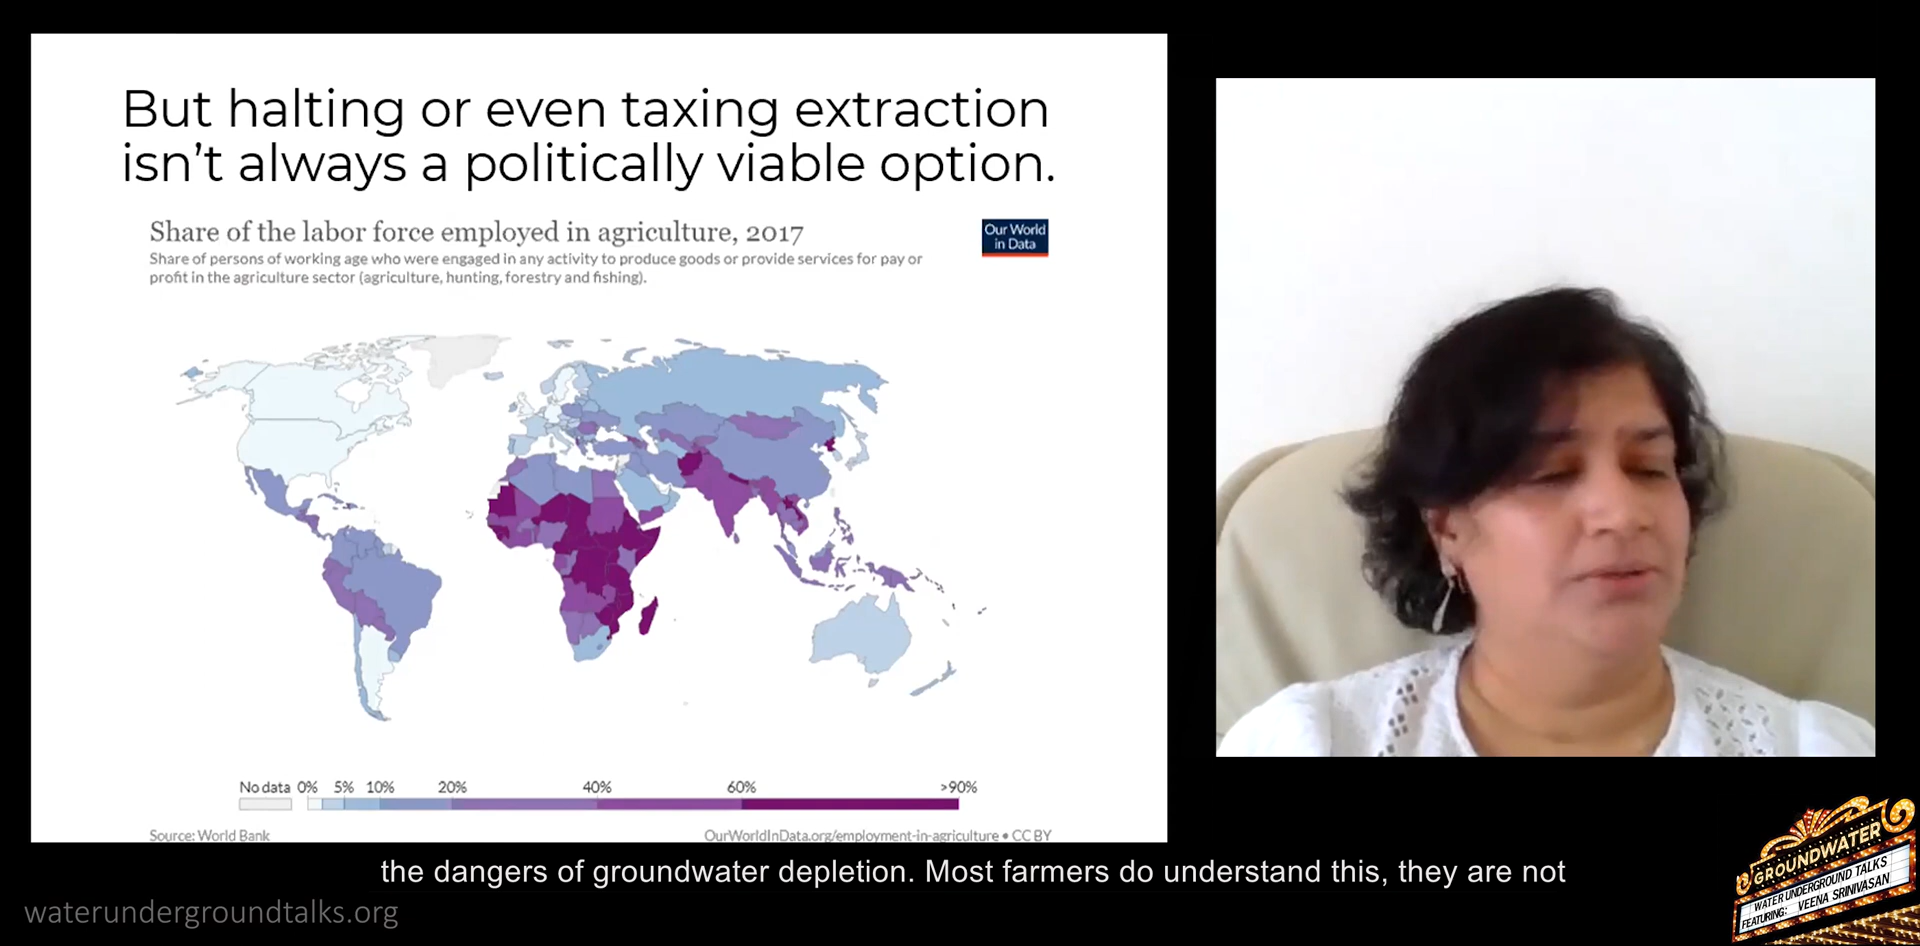 But halting or even taxing extraction
isn't always a politically viable option.
Share of the labor force employed in agriculture, 2017
Share of persons of working age who were engaged in any activity to produce goods or provide services for pay or
profit in the agriculture sector (agriculture, hunting, forestry and fishing).
Our World
in Data
No data 0% 5% 10% 20% 40% 60% >90%
Source: World Bank
OurWorldInData.org/employment-in-agriculture • CC BY
the dangers of groundwater depletion. Most farmers do understand this, they are not
waterundergroundtalks.org
GROUNDWATER
WATER UNDERGROUND TALKS
FEATURING: VEENA SRINIVASAN